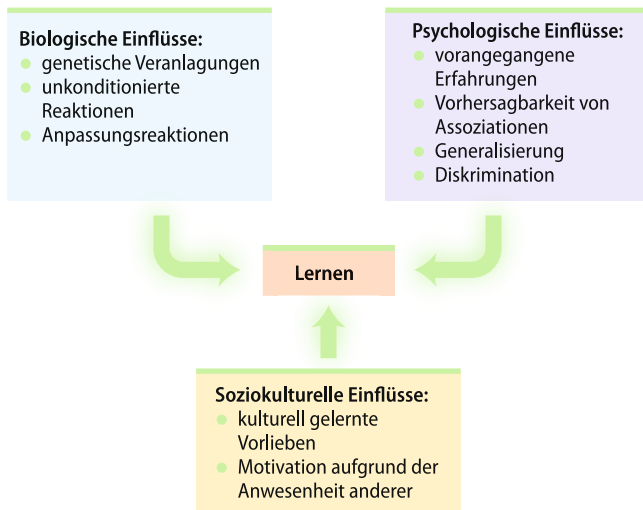 Biologische Einflüsse:
genetische Veranlagungen
unkonditionierte
Reaktionen
Anpassungsreaktionen
Psychologische Einflüsse:
vorangegangene
Erfahrungen
Vorhersagbarkeit von
Assoziationen
Generalisierung
Diskrimination
Lernen
Soziokulturelle Einflüsse:
kulturell gelernte
Vorlieben
Motivation aufgrund der
Anwesenheit anderer